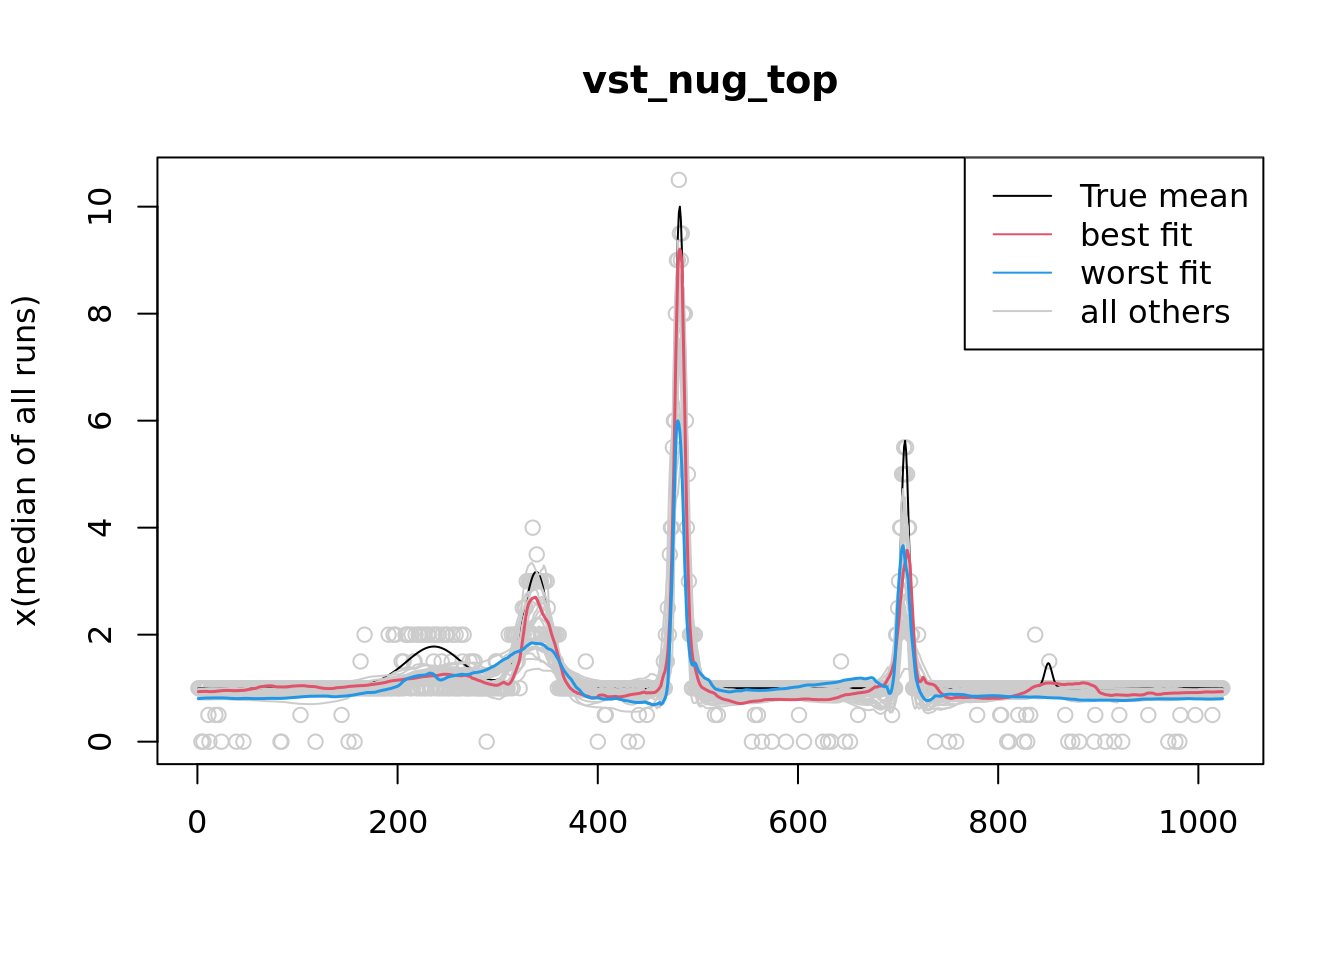 vst_nug_top
x(median of all runs)
10
8
6
4
2
0
True mean
best fit
worst fit
all others
0 200 400 600 800 1000